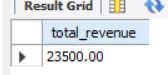 Result Grid
total_revenue
23500.00